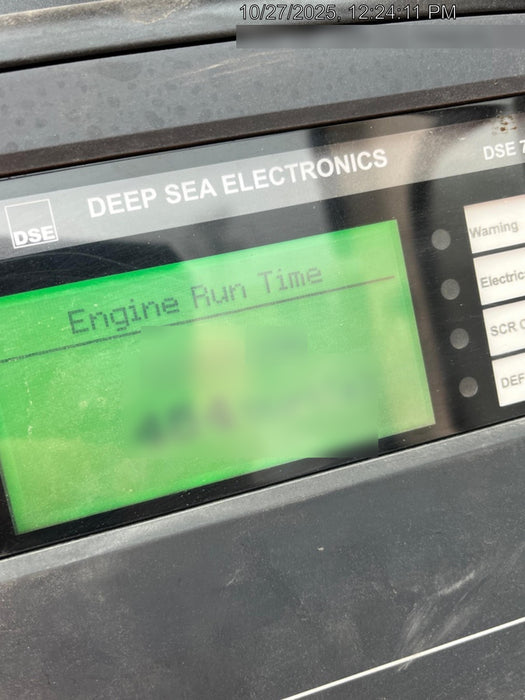 10/27/2025, 12:24:11 PM
DEEP SEA ELECTRONICS
DSE 7
DSE
Engine Run Time
Warning
Electric
SCR
DEF